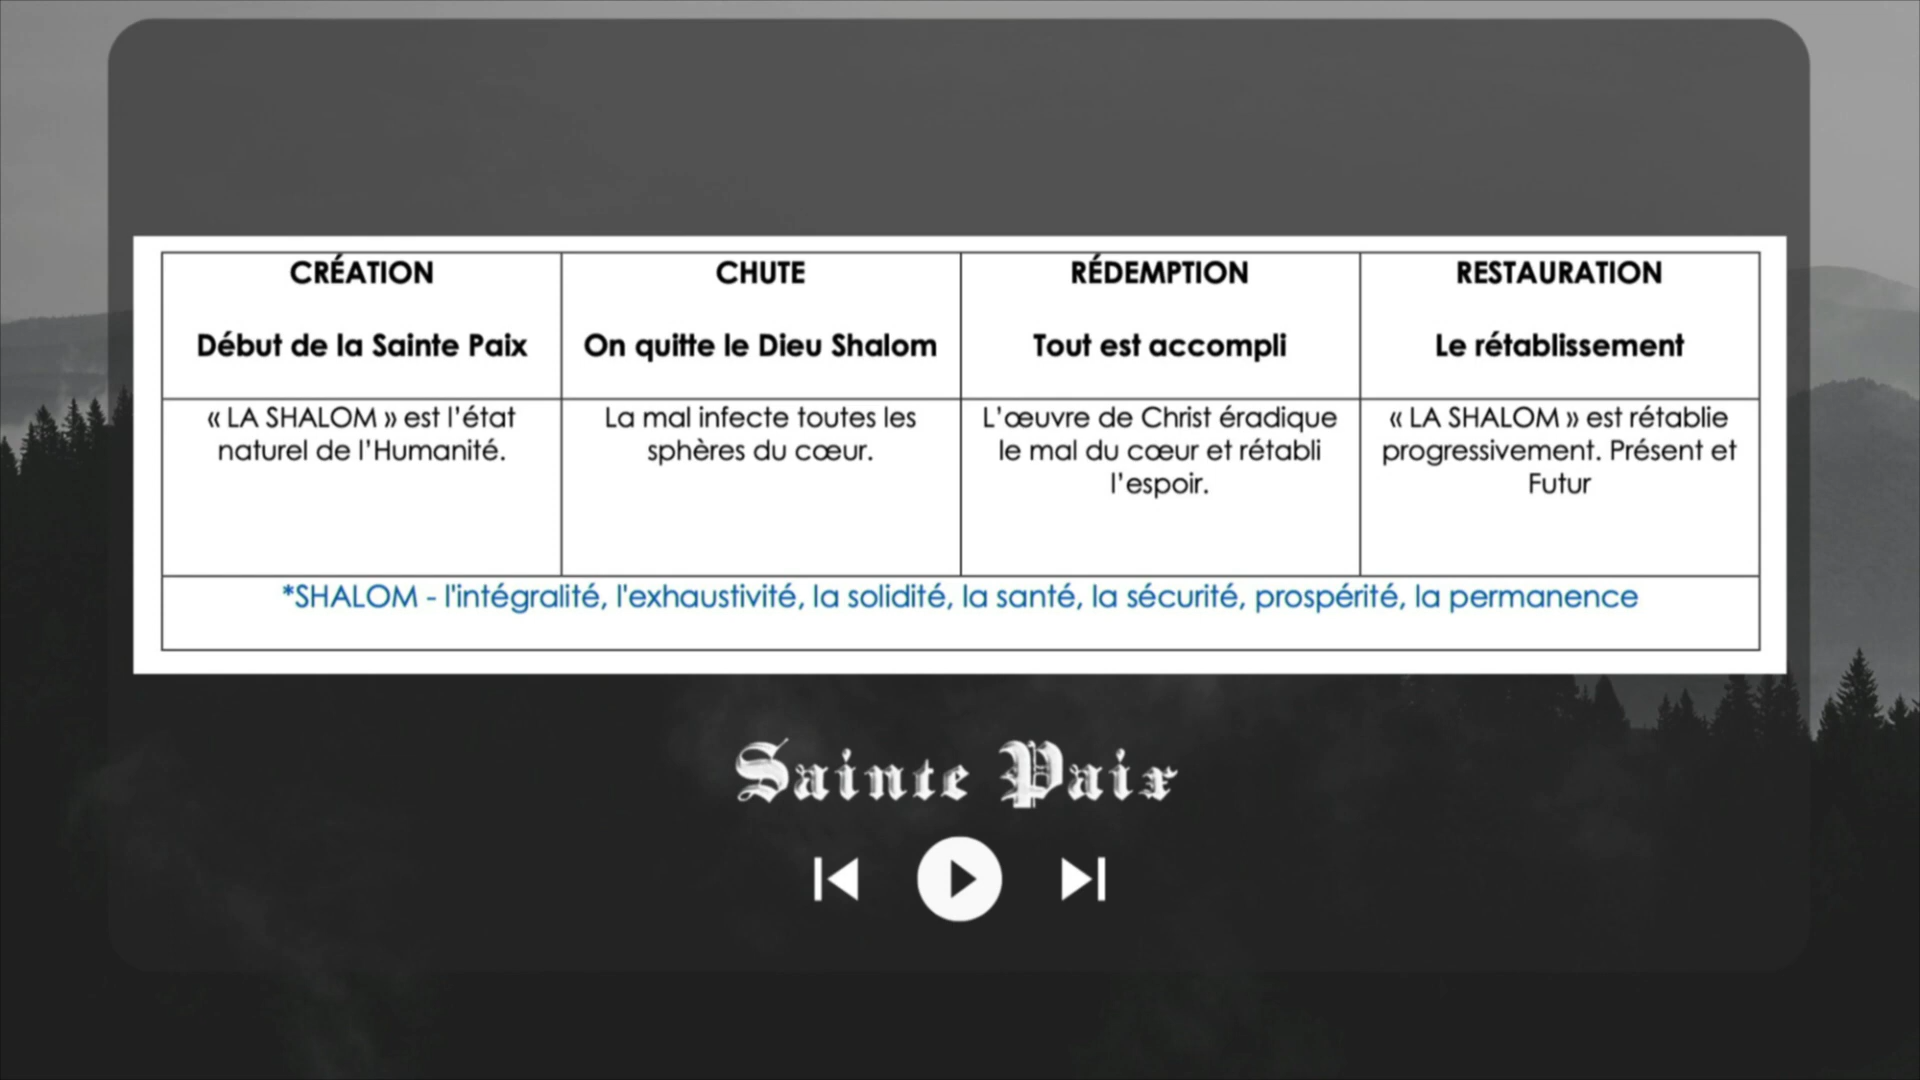 CRÉATION
Début de la Sainte Paix
CHUTE
On quitte le Dieu Shalom
RÉDEMPTION
Tout est accompli
RESTAURATION
Le rétablissement
« LA SHALOM » est l’état
naturel de l’Humanité.
La mal infecte toutes les
sphères du cœur.
L’œuvre de Christ éradique
le mal du cœur et rétabli
l’espoir.
« LA SHALOM » est rétablie
progressivement. Présent et
Futur
*SHALOM - l'intégralité, l'exhaustivité, la solidité, la santé, la sécurité, prospérité, la permanence
Sainte Paix